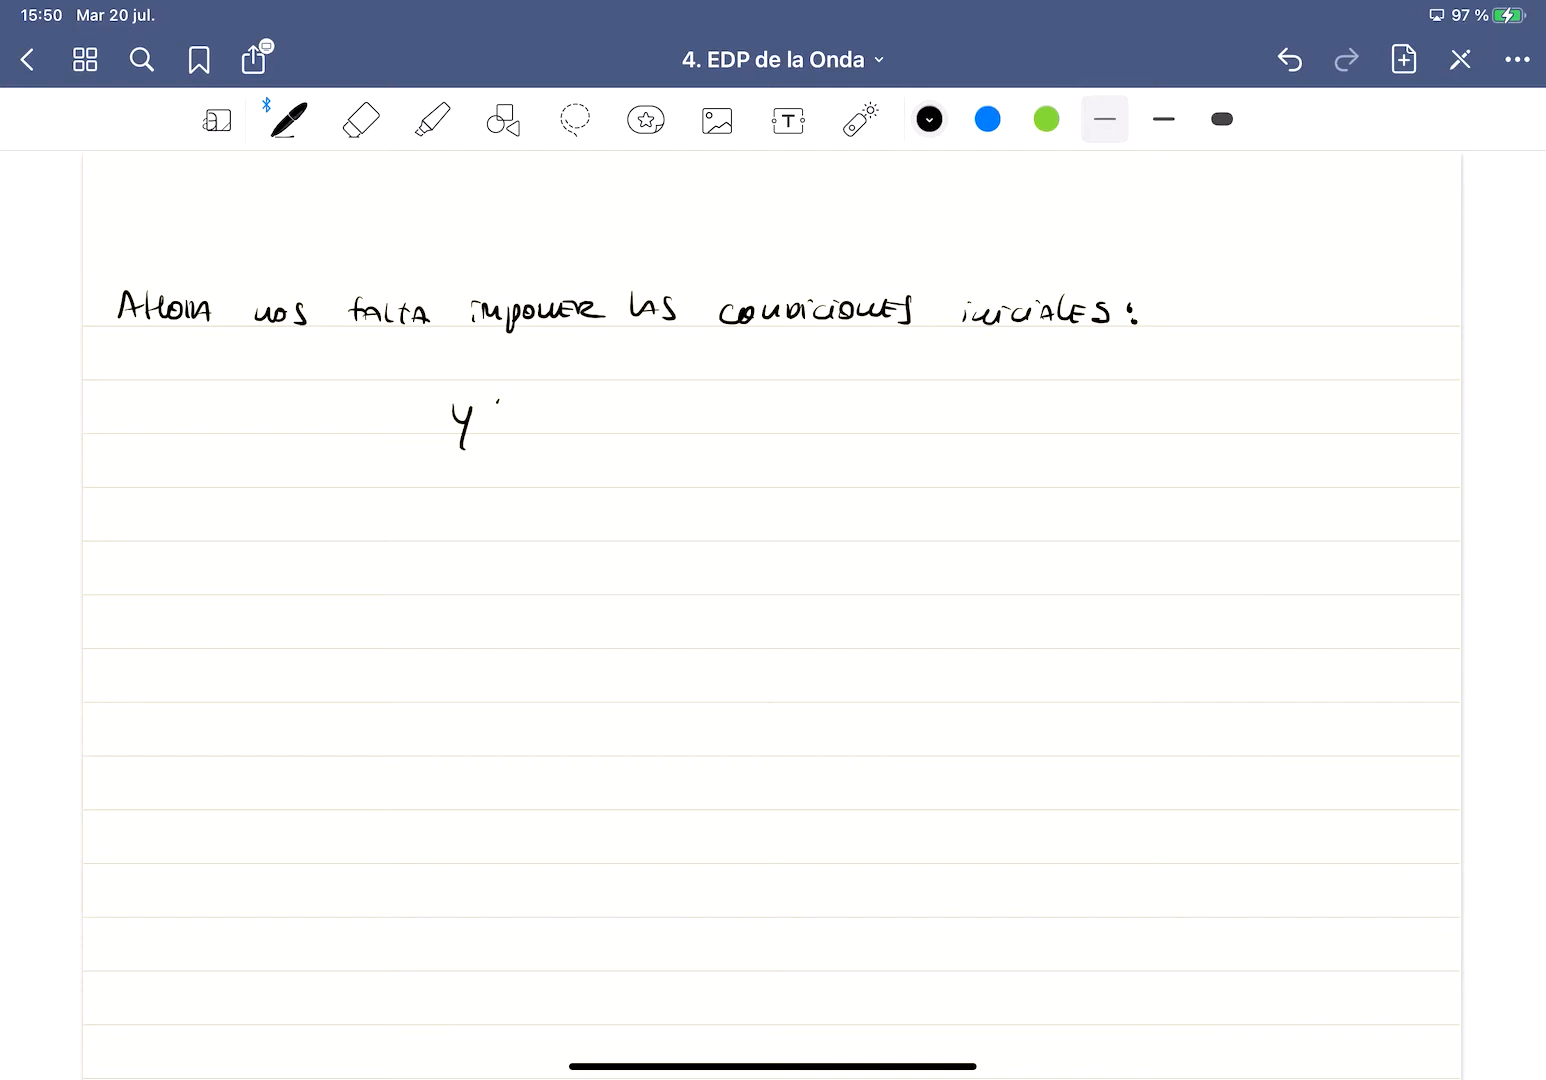 15:50 Mar 20 jul. 97 %
4. EDP de la Onda
T
AHORA NOS FALTA IMPONER LAS CONDICIONES INICIALES:
y